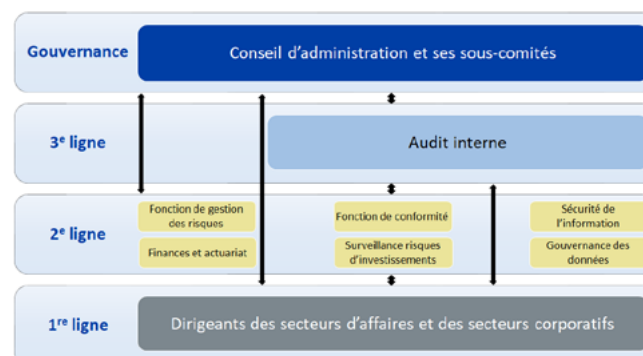 Gouvernance
Conseil d'administration et ses sous-comités
3e ligne
Audit interne
2e ligne
Fonction de gestion
des risques
Finances et actuariat
Fonction de conformité
Surveillance risques
d'investissements
Sécurité de
l'information
Gouvernance des
données
1re ligne
Dirigeants des secteurs d'affaires et des secteurs corporatifs